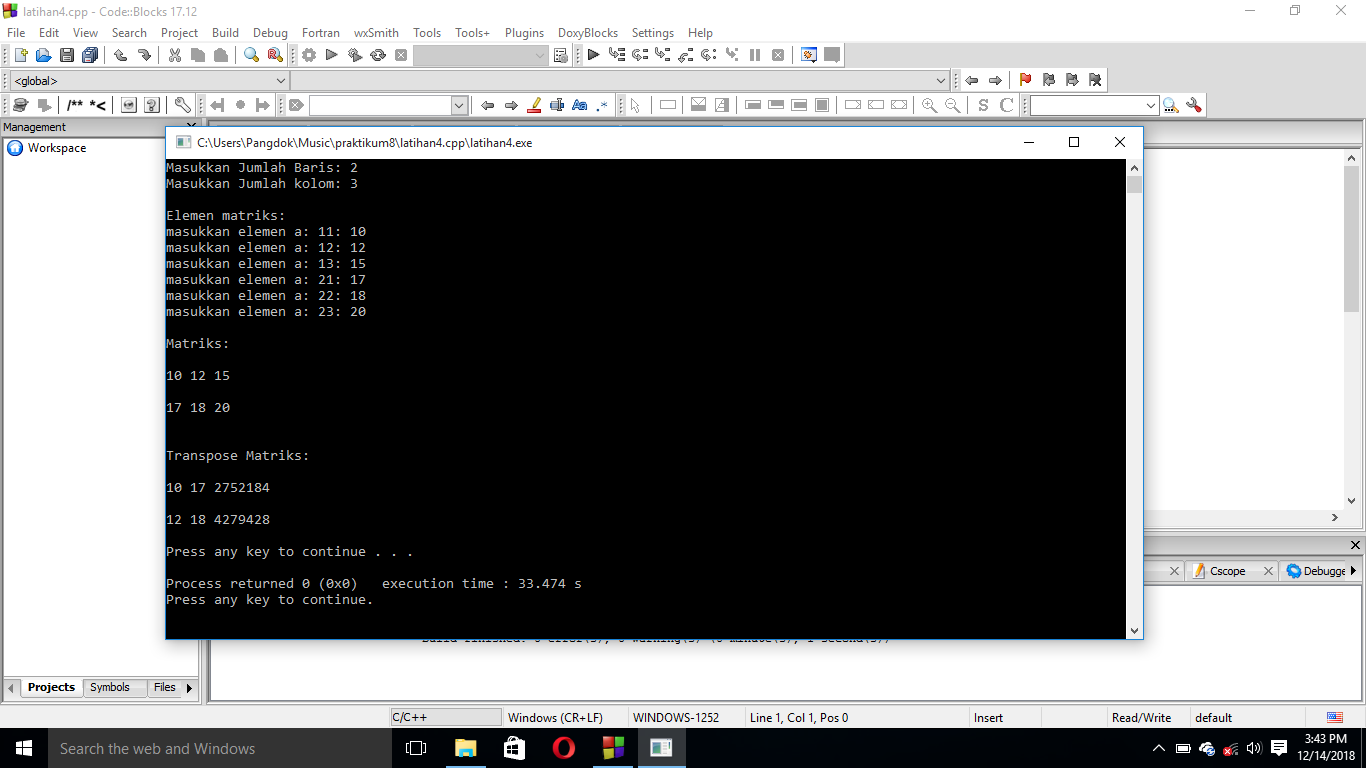 latihan4.cpp - Code::Blocks 17.12
File Edit View Search Project Build Debug Fortran wxSmith Tools Tools+ Plugins DoxyBlocks Settings Help
<global>
/** *<
Aa .*
S C
Management
Workspace
C:\Users\Pangdok\Music\praktikum8\latihan4.cpp\latihan4.exe
Masukkan Jumlah Baris: 2
Masukkan Jumlah kolom: 3
Elemen matriks:
masukkan elemen a: 11: 10
masukkan elemen a: 12: 12
masukkan elemen a: 13: 15
masukkan elemen a: 21: 17
masukkan elemen a: 22: 18
masukkan elemen a: 23: 20
Matriks:
10 12 15
17 18 20
Transpose Matriks:
10 17 2752184
12 18 4279428
Press any key to continue . . .
Process returned 0 (0x0)   execution time : 33.474 s
Press any key to continue.
Cscope
Debugge
Projects Symbols Files
C/C++ Windows (CR+LF) WINDOWS-1252 Line 1, Col 1, Pos 0 Insert Read/Write default
Search the web and Windows
3:43 PM
12/14/2018